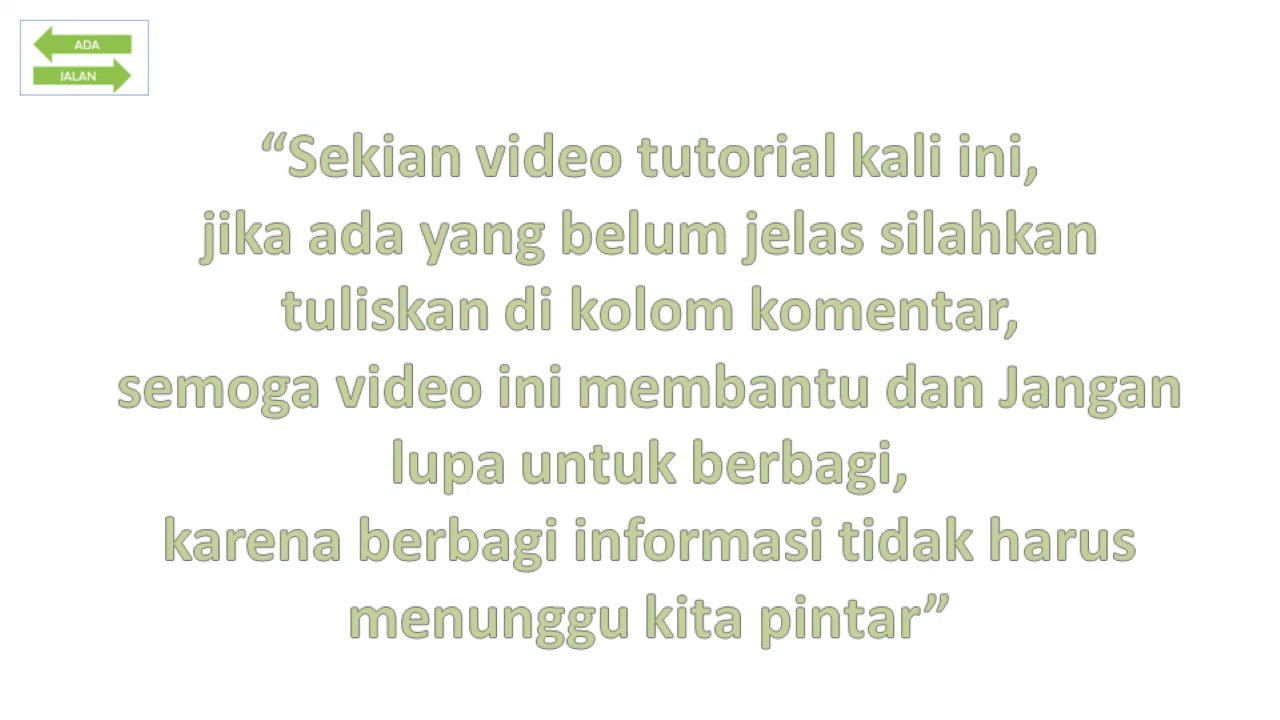 ADA
JALAN
“Sekian video tutorial kali ini,
jika ada yang belum jelas silahkan
tuliskan di kolom komentar,
semoga video ini membantu dan Jangan
lupa untuk berbagi,
karena berbagi informasi tidak harus
menunggu kita pintar”